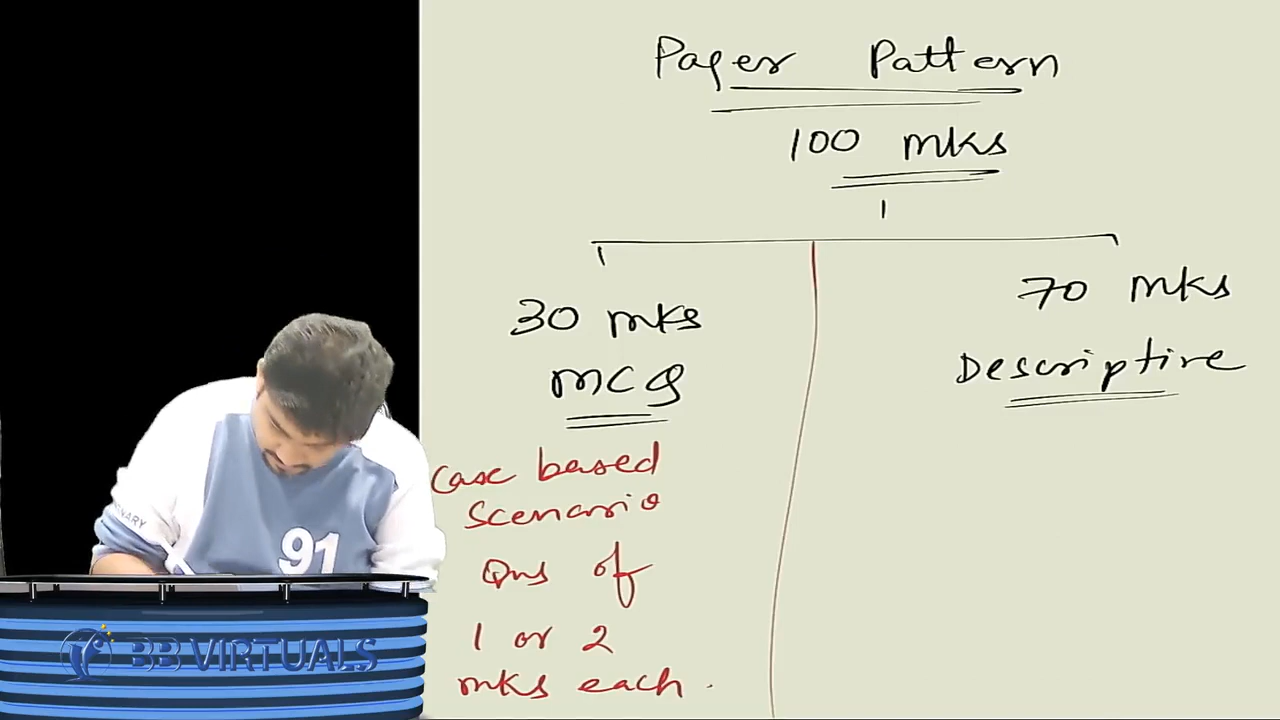 Paper Pattern
100 mks
30 mks
MCQ
Case based
Scenario
Qns of
1 or 2
mks each.
70 mks
Descriptive
91
BB VIRTUALS